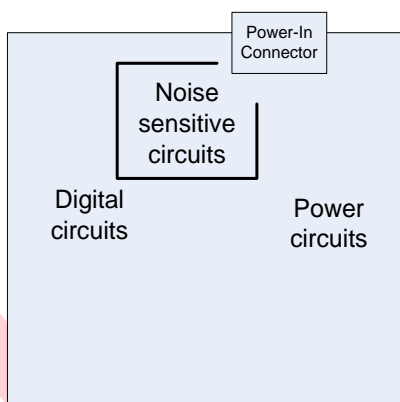 Power-In
Connector
Noise
sensitive
circuits
Digital
circuits
Power
circuits